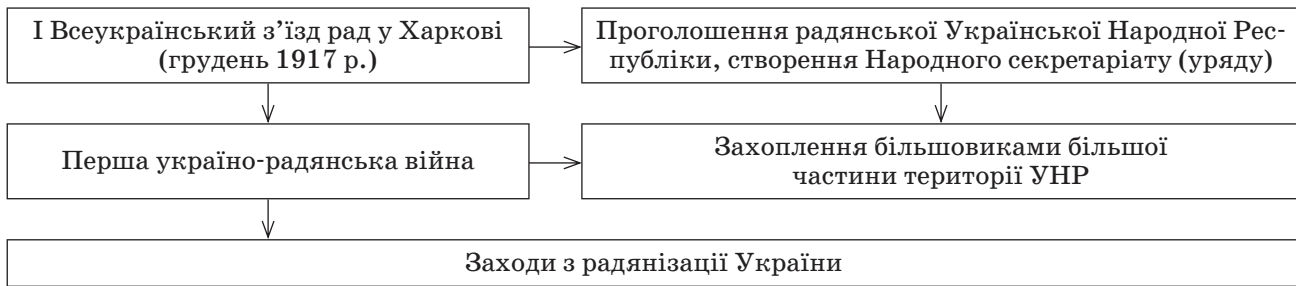 І Всеукраїнський з’їзд рад у Харкові
(грудень 1917 р.)
Проголошення радянської Української Народної Рес-
публіки, створення Народного секретаріату (уряду)
Перша україно-радянська війна
Захоплення більшовиками більшої
частини території УНР
Заходи з радянізації України